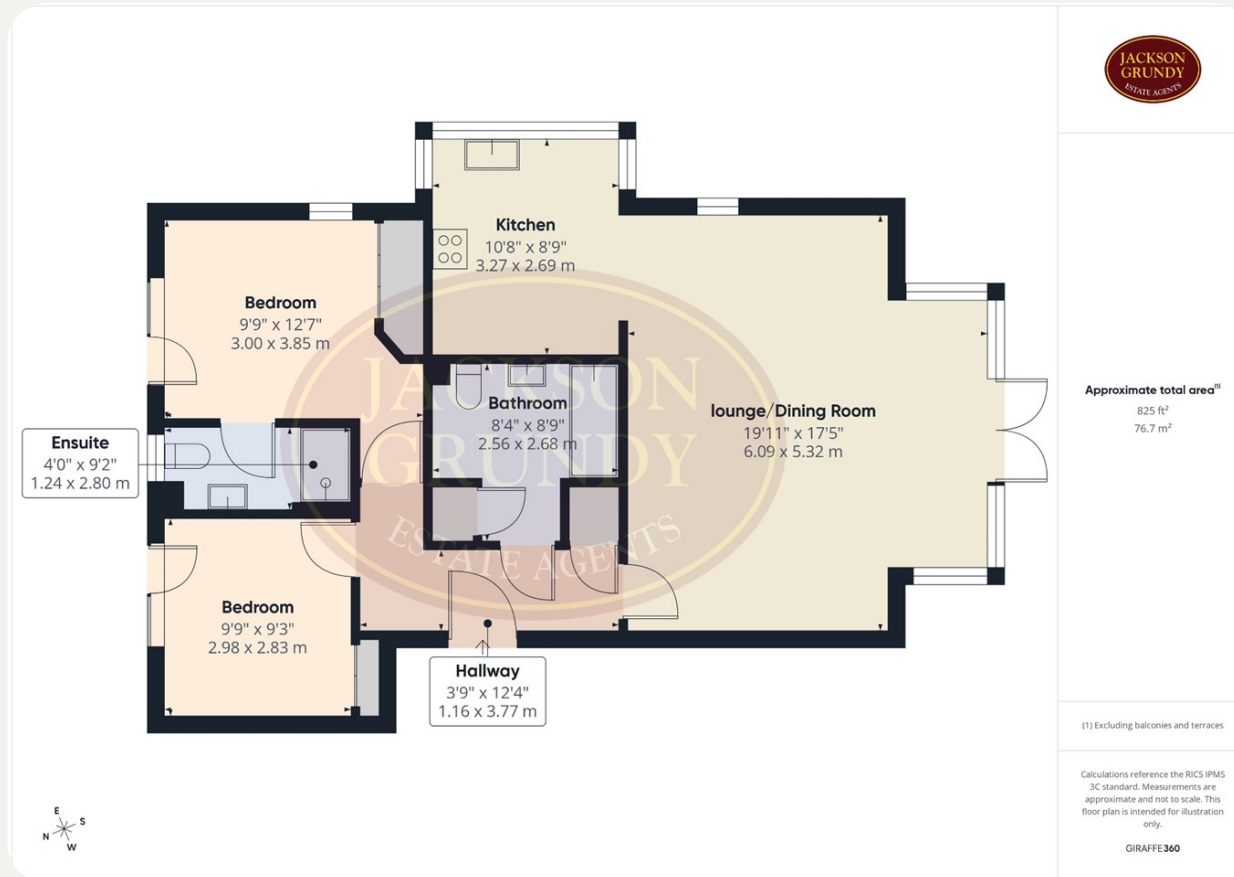 JACKSON
GRUNDY
ESTATE AGENTS
Kitchen
10'8" x 8'9"
3.27 x 2.69 m
Bedroom
9'9" x 12'7"
3.00 x 3.85 m
Bathroom
8'4" x 8'9"
2.56 x 2.68 m
lounge/Dining Room
19'11" x 17'5"
6.09 x 5.32 m
Ensuite
4'0" x 9'2"
1.24 x 2.80 m
Bedroom
9'9" x 9'3"
2.98 x 2.83 m
Hallway
3'9" x 12'4"
1.16 x 3.77 m
JACKSON
GRUNDY
ESTATE AGENTS
E
S
N
W
Approximate total area(1)
825 ft²
76.7 m²
(1) Excluding balconies and terraces
Calculations reference the RICS IPMS
3C standard. Measurements are
approximate and not to scale. This
floor plan is intended for illustration
only.
GIRAFFE360